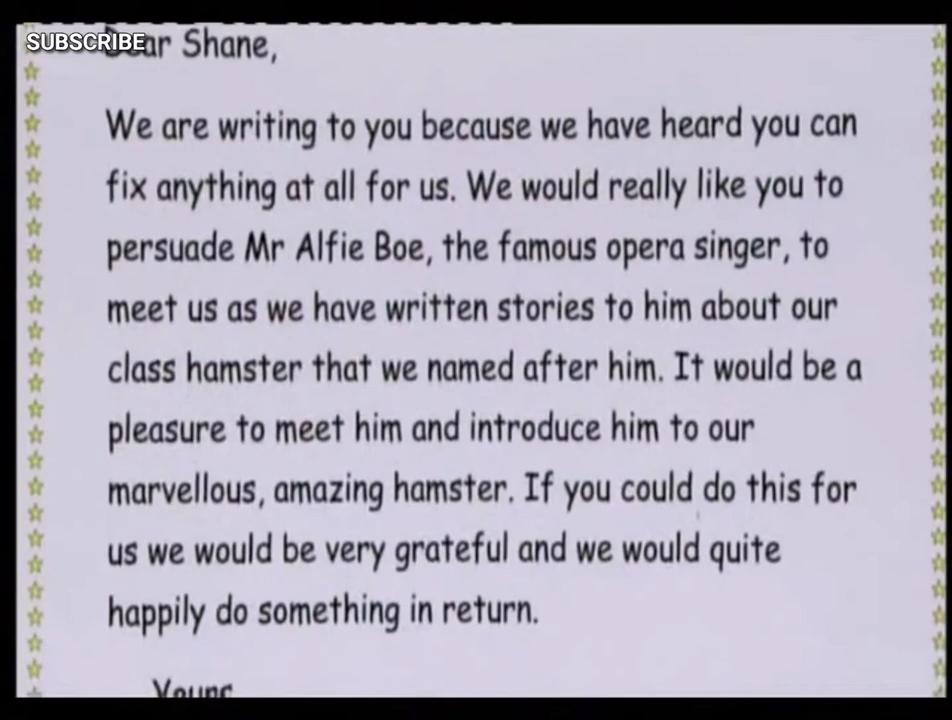 SUBSCRIBE
Dear Shane,
We are writing to you because we have heard you can
fix anything at all for us. We would really like you to
persuade Mr Alfie Boe, the famous opera singer, to
meet us as we have written stories to him about our
class hamster that we named after him. It would be a
pleasure to meet him and introduce him to our
marvellous, amazing hamster. If you could do this for
us we would be very grateful and we would quite
happily do something in return.
Yours